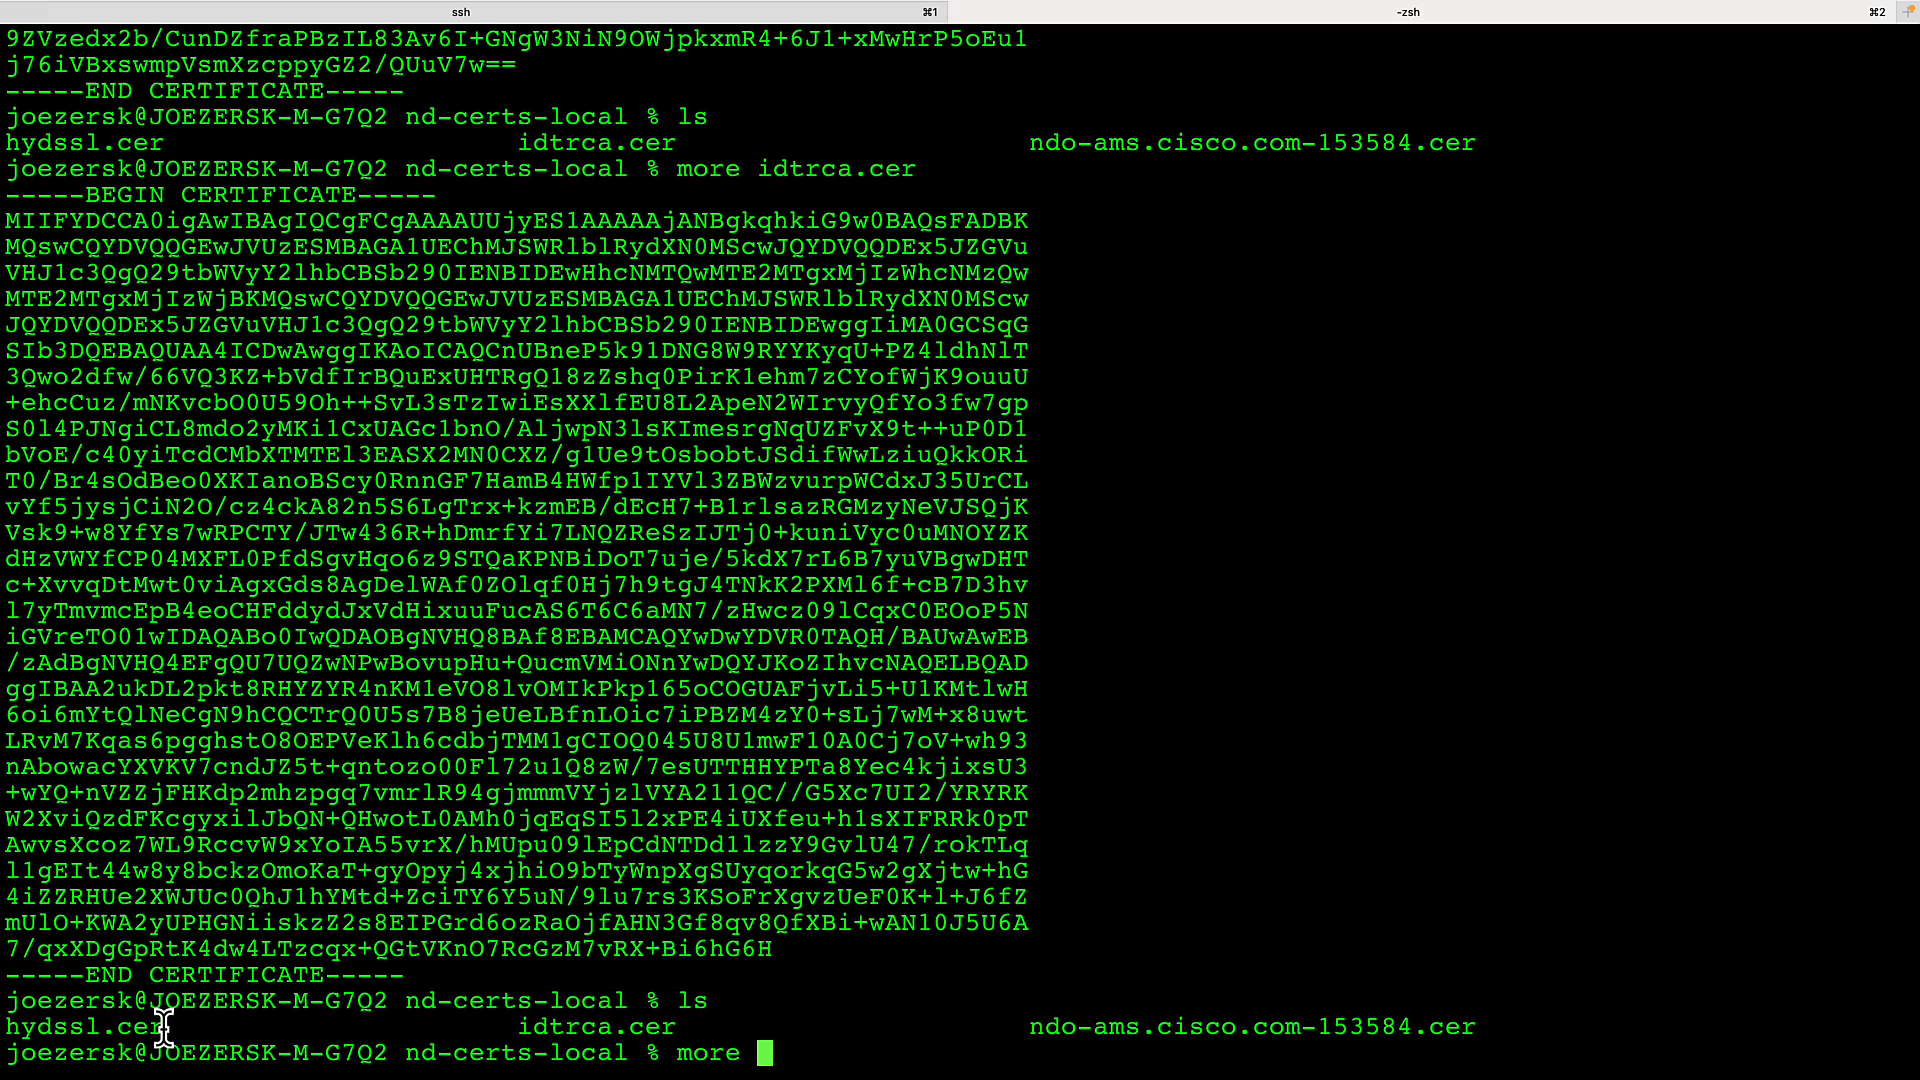 ssh ⌘1 -zsh ⌘2
9ZVzedx2b/CunDZfraPBzIL83Av6I+GNgW3NiN9OWjpkxmR4+6J1+xMwHrP5oEu1
j76iVBxswmpVsmXzcppyGZ2/QUuV7w==
-----END CERTIFICATE-----
joezersk@JOEZERSK-M-G7Q2 nd-certs-local % ls
hydssl.cer idtrca.cer ndo-ams.cisco.com-153584.cer
joezersk@JOEZERSK-M-G7Q2 nd-certs-local % more idtrca.cer
-----BEGIN CERTIFICATE-----
MIIFYDCCA0igAwIBAgIQCgFCgAAAAUUjyES1AAAAAjANBgkqhkiG9w0BAQsFADBK
MQswCQYDVQQGEwJVUzESMBAGA1UEChMJSWRlblRydXN0MScwJQYDVQQDEx5JZGVu
VHJ1c3QgQ29tbWVyY2lhbCBSb290IENBIDEwHhcNMTQwMTE2MTgxMjIzWhcNMzQw
MTE2MTgxMjIzWjBKMQswCQYDVQQGEwJVUzESMBAGA1UEChMJSWRlblRydXN0MScw
JQYDVQQDEx5JZGVuVHJ1c3QgQ29tbWVyY2lhbCBSb290IENBIDEwggIiMA0GCSqG
SIb3DQEBAQUAA4ICDwAwggIKAoICAQCnUBneP5k91DNG8W9RYYKyqU+PZ4ldhNlT
3Qwo2dfw/66VQ3KZ+bVdfIrBQuExUHTRgQ18zZshq0PirK1ehm7zCYofWjK9ouuU
+ehcCuz/mNKvcbO0U59Oh++SvL3sTzIwiEsXXlfEU8L2ApeN2WIrvyQfYo3fw7gp
S0l4PJNgiCL8mdo2yMKi1CxUAGc1bnO/AljwpN3lsKImesrgNqUZFvX9t++uP0D1
bVoE/c40yiTcdCMbXTMTEl3EASX2MN0CXZ/g1Ue9tOsbobtJSdifWwLziuQkkORi
T0/Br4sOdBeo0XKIanoBScy0RnnGF7HamB4HWfp1IYVl3ZBWzvurpWCdxJ35UrCL
vYf5jysjCiN2O/cz4ckA82n5S6LgTrx+kzmEB/dEcH7+B1rlsazRGMzyNeVJSQjK
Vsk9+w8YfYs7wRPCTY/JTw436R+hDmrfYi7LNQZReSzIJTj0+kuniVyc0uMNOYZK
dHzVWYfCP04MXFL0PfdSgvHqo6z9STQaKPNBiDoT7uje/5kdX7rL6B7yuVBgwDHT
c+XvvqDtMwt0viAgxGds8AgDelWAf0ZOlqf0Hj7h9tgJ4TNkK2PXMl6f+cB7D3hv
l7yTmvmcEpB4eoCHFddydJxVdHixuuFucAS6T6C6aMN7/zHwcz09lCqxC0EOoP5N
iGVreTO01wIDAQABo0IwQDAOBgNVHQ8BAf8EBAMCAQYwDwYDVR0TAQH/BAUwAwEB
/zAdBgNVHQ4EFgQU7UQZwNPwBovupHu+QucmVMiONnYwDQYJKoZIhvcNAQELBQAD
ggIBAA2ukDL2pkt8RHYZYR4nKM1eVO8lvOMIkPkp165oCOGUAFjvLi5+U1KMtlwH
6oi6mYtQlNeCgN9hCQCTrQ0U5s7B8jeUeLBfnLOic7iPBZM4zY0+sLj7wM+x8uwt
LRvM7Kqas6pgghstO8OEPVeKlh6cdbjTMM1gCIOQ045U8U1mwF10A0Cj7oV+wh93
nAbowacYXVKV7cndJZ5t+qntozo00Fl72u1Q8zW/7esUTTHHYPTa8Yec4kjixsU3
+wYQ+nVZZjFHKdp2mhzpgq7vmrlR94gjmmmVYjzlVYA211QC//G5Xc7UI2/YRYRK
W2XviQzdFKcgyxilJbQN+QHwotL0AMh0jqEqSI5l2xPE4iUXfeu+h1sXIFRRk0pT
AwvsXcoz7WL9RccvW9xYoIA55vrX/hMUpu09lEpCdNTDd1lzzY9GvlU47/rokTLq
l1gEIt44w8y8bckzOmoKaT+gyOpyj4xjhiO9bTyWnpXgSUyqorkqG5w2gXjtw+hG
4iZZRHUe2XWJUc0QhJ1hYMtd+ZciTY6Y5uN/9lu7rs3KSoFrXgvzUeF0K+l+J6fZ
mUlO+KWA2yUPHGNiiskzZ2s8EIPGrd6ozRaOjfAHN3Gf8qv8QfXBi+wAN10J5U6A
7/qxXDgGpRtK4dw4LTzcqx+QGtVKnO7RcGzM7vRX+Bi6hG6H
-----END CERTIFICATE-----
joezersk@JOEZERSK-M-G7Q2 nd-certs-local % ls
hydssl.cer idtrca.cer ndo-ams.cisco.com-153584.cer
joezersk@JOEZERSK-M-G7Q2 nd-certs-local % more